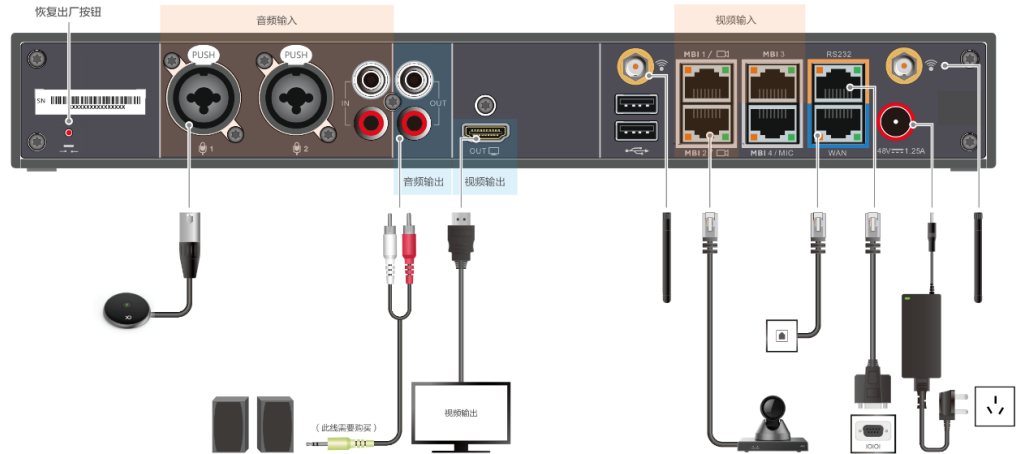 恢复出厂按钮
音频输入
视频输入
PUSH
PUSH
MBI 1 /
MBI 3
RS232
SN
XXXXXXXXXXXXXXXXX
IN
OUT
1
2
OUT
MBI 2 /
MBI 4 / MIC
WAN
48V 1.25A
音频输出
视频输出
视频输出
(此线需要购买)
IOIOI